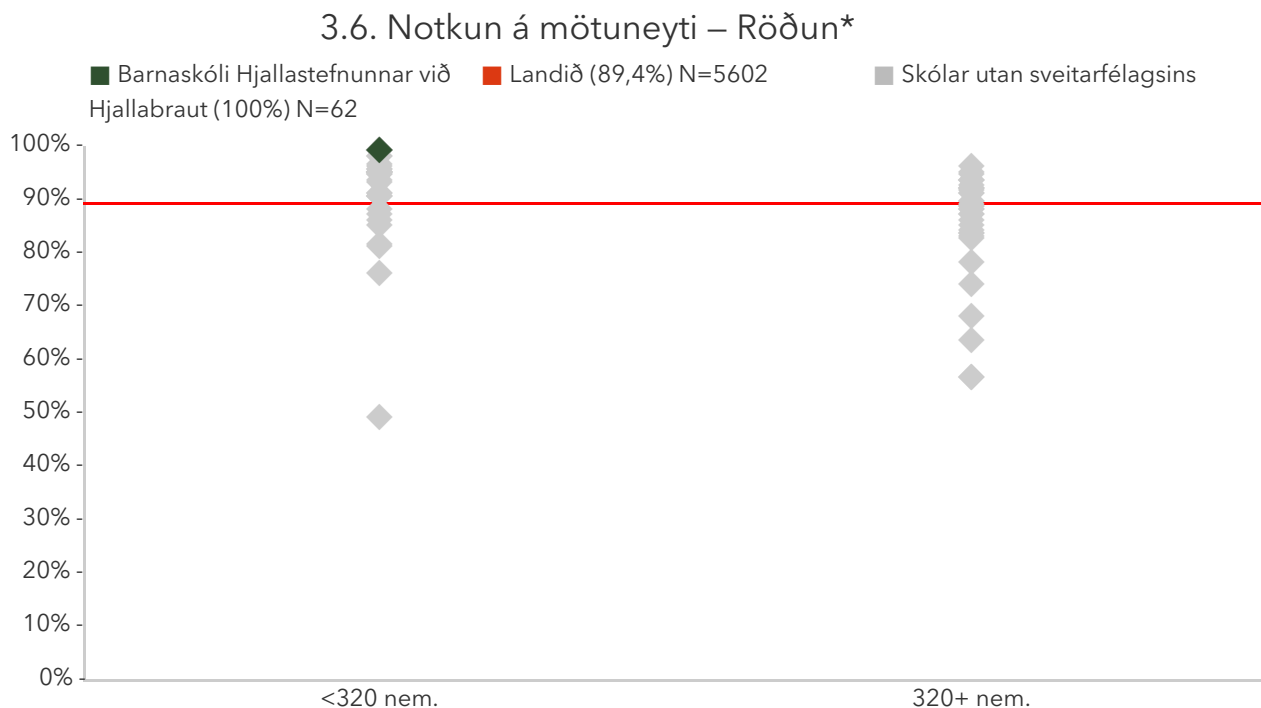 3.6. Notkun á mötuneyti – Röðun*
Barnaskóli Hjallastefnunnar við
Hjallabraut (100%) N=62
Landið (89,4%) N=5602
Skólar utan sveitarfélagsins
100%
90%
80%
70%
60%
50%
40%
30%
20%
10%
0%
<320 nem.
320+ nem.